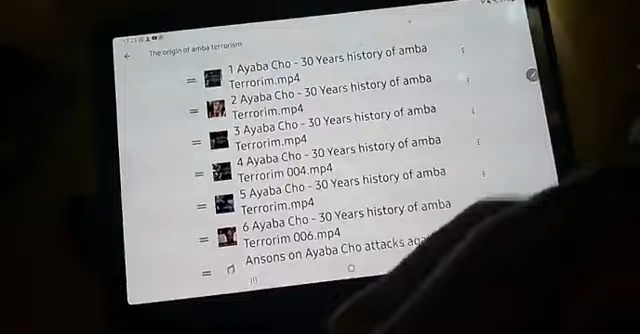 The origin of amba terrorism
1 Ayaba Cho - 30 Years history of amba
Terrorim.mp4
2 Ayaba Cho - 30 Years history of amba
Terrorim.mp4
3 Ayaba Cho - 30 Years history of amba
Terrorim.mp4
4 Ayaba Cho - 30 Years history of amba
Terrorim 004.mp4
5 Ayaba Cho - 30 Years history of amba
Terrorim.mp4
6 Ayaba Cho - 30 Years history of amba
Terrorim 006.mp4
Ansons on Ayaba Cho attacks